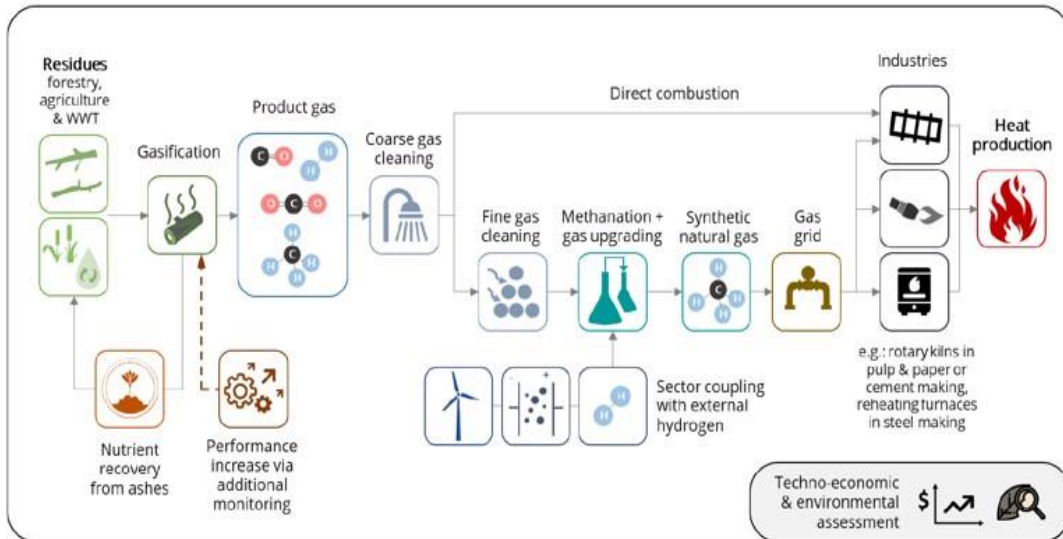 Residues
forestry,
agriculture
& WWT
Gasification
Product gas
C
O
H
H
O
C
O
H
C
H
H
H
Coarse gas
cleaning
Direct combustion
Industries
Heat
production
Fine gas
cleaning
Methanation +
gas upgrading
Synthetic
natural gas
H
C
H
H
H
Gas
grid
e.g.: rotary kilns in
pulp & paper or
cement making,
reheating furnaces
in steel making
-
+
H
H
Sector coupling
with external
hydrogen
Nutrient
recovery
from ashes
Performance
increase via
additional
monitoring
Techno-economic
& environmental
assessment
$